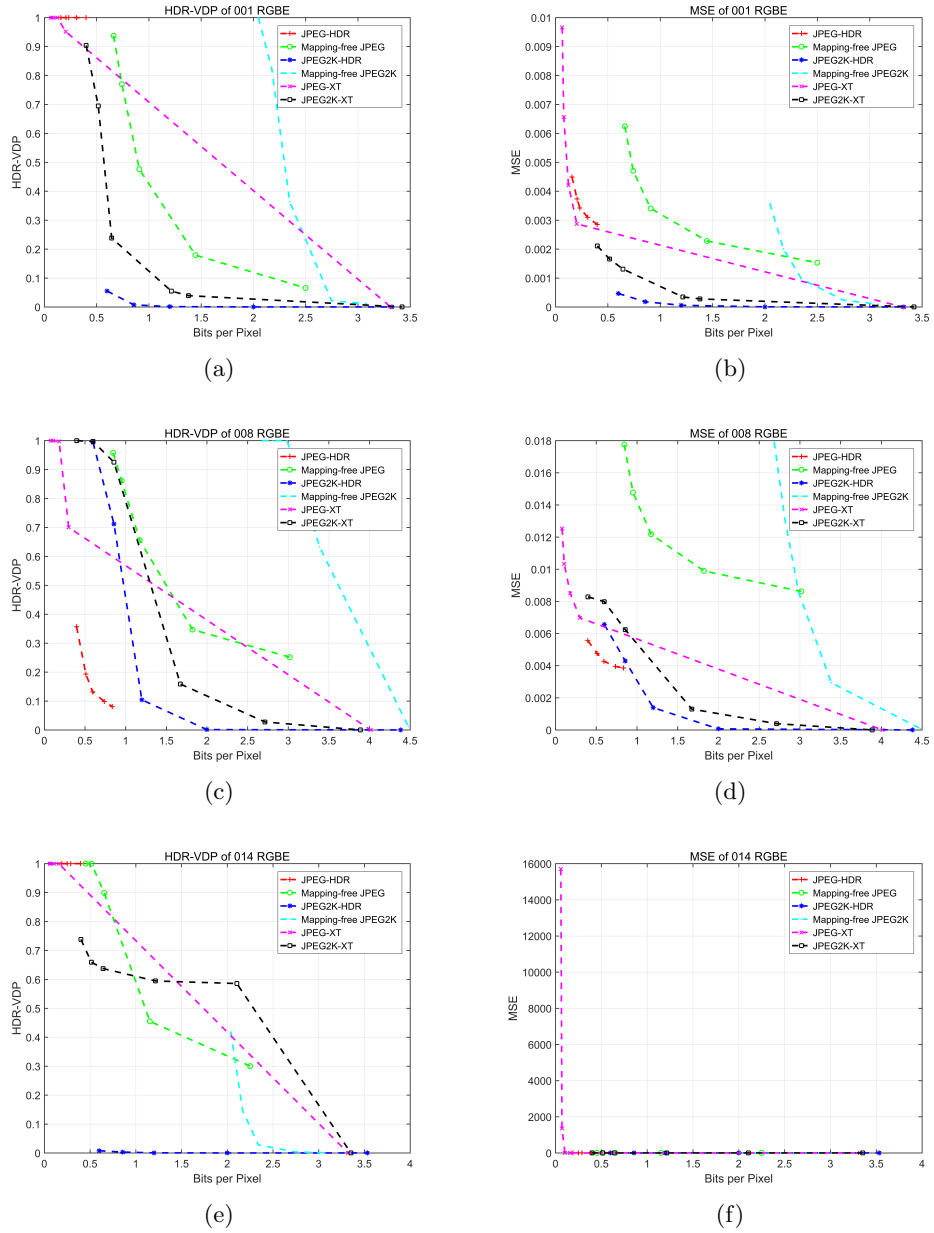 HDR-VDP of 001 RGBE
1
0.9
0.8
0.7
0.6
0.5
0.4
0.3
0.2
0.1
0
HDR-VDP
0 0.5 1 1.5 2 2.5 3 3.5
Bits per Pixel
JPEG-HDR
Mapping-free JPEG
JPEG2K-HDR
Mapping-free JPEG2K
JPEG-XT
JPEG2K-XT
(a)
MSE of 001 RGBE
0.01
0.009
0.008
0.007
0.006
0.005
0.004
0.003
0.002
0.001
0
MSE
0 0.5 1 1.5 2 2.5 3 3.5
Bits per Pixel
JPEG-HDR
Mapping-free JPEG
JPEG2K-HDR
Mapping-free JPEG2K
JPEG-XT
JPEG2K-XT
(b)
HDR-VDP of 008 RGBE
1
0.9
0.8
0.7
0.6
0.5
0.4
0.3
0.2
0.1
0
HDR-VDP
0 0.5 1 1.5 2 2.5 3 3.5 4 4.5
Bits per Pixel
JPEG-HDR
Mapping-free JPEG
JPEG2K-HDR
Mapping-free JPEG2K
JPEG-XT
JPEG2K-XT
(c)
MSE of 008 RGBE
0.018
0.016
0.014
0.012
0.01
0.008
0.006
0.004
0.002
0
MSE
0 0.5 1 1.5 2 2.5 3 3.5 4 4.5
Bits per Pixel
JPEG-HDR
Mapping-free JPEG
JPEG2K-HDR
Mapping-free JPEG2K
JPEG-XT
JPEG2K-XT
(d)
HDR-VDP of 014 RGBE
1
0.9
0.8
0.7
0.6
0.5
0.4
0.3
0.2
0.1
0
HDR-VDP
0 0.5 1 1.5 2 2.5 3 3.5 4
Bits per Pixel
JPEG-HDR
Mapping-free JPEG
JPEG2K-HDR
Mapping-free JPEG2K
JPEG-XT
JPEG2K-XT
(e)
MSE of 014 RGBE
16000
14000
12000
10000
8000
6000
4000
2000
0
MSE
0 0.5 1 1.5 2 2.5 3 3.5 4
Bits per Pixel
JPEG-HDR
Mapping-free JPEG
JPEG2K-HDR
Mapping-free JPEG2K
JPEG-XT
JPEG2K-XT
(f)